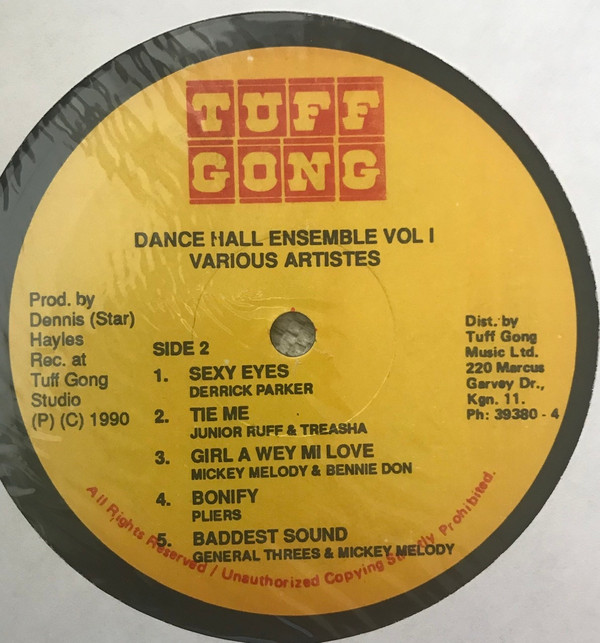 TUFF
GONG
DANCE HALL ENSEMBLE VOL I
VARIOUS ARTISTES
Prod. by
Dennis (Star)
Hayles
Rec. at
Tuff Gong
Studio
(P) (C) 1990
SIDE 2
1. SEXY EYES
DERRICK PARKER
2. TIE ME
JUNIOR RUFF & TREASHA
3. GIRL A WEY MI LOVE
MICKEY MELODY & BENNIE DON
4. BONIFY
PLIERS
5. BADDEST SOUND
GENERAL THREES & MICKEY MELODY
Dist. by
Tuff Gong
Music Ltd.
220 Marcus
Garvey Dr.,
Kgn. 11.
Ph: 39380 - 4
All Rights Reserved / Unauthorized Copying Strictly Prohibited.